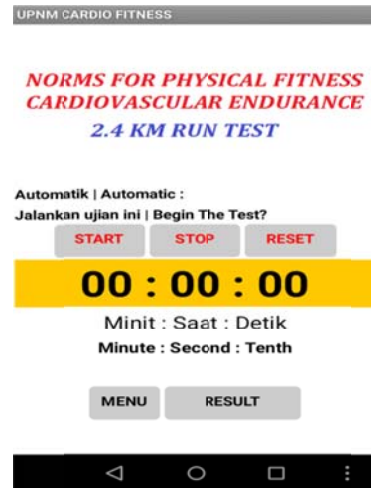 UPNM CARDIO FITNESS
NORMS FOR PHYSICAL FITNESS
CARDIOVASCULAR ENDURANCE
2.4 KM RUN TEST
Automatik | Automatic :
Jalankan ujian ini | Begin The Test?
START STOP RESET
00 : 00 : 00
Minit : Saat : Detik
Minute : Second : Tenth
MENU RESULT